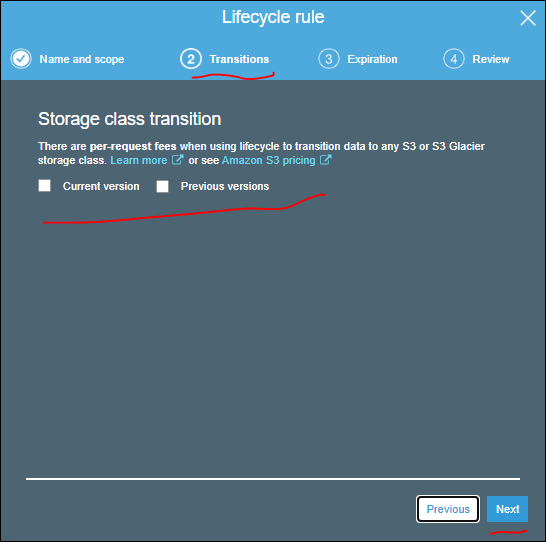 Lifecycle rule
Name and scope
2 Transitions
3 Expiration
4 Review
Storage class transition
There are per-request fees when using lifecycle to transition data to any S3 or S3 Glacier
storage class. Learn more or see Amazon S3 pricing
Current version Previous versions
Previous Next